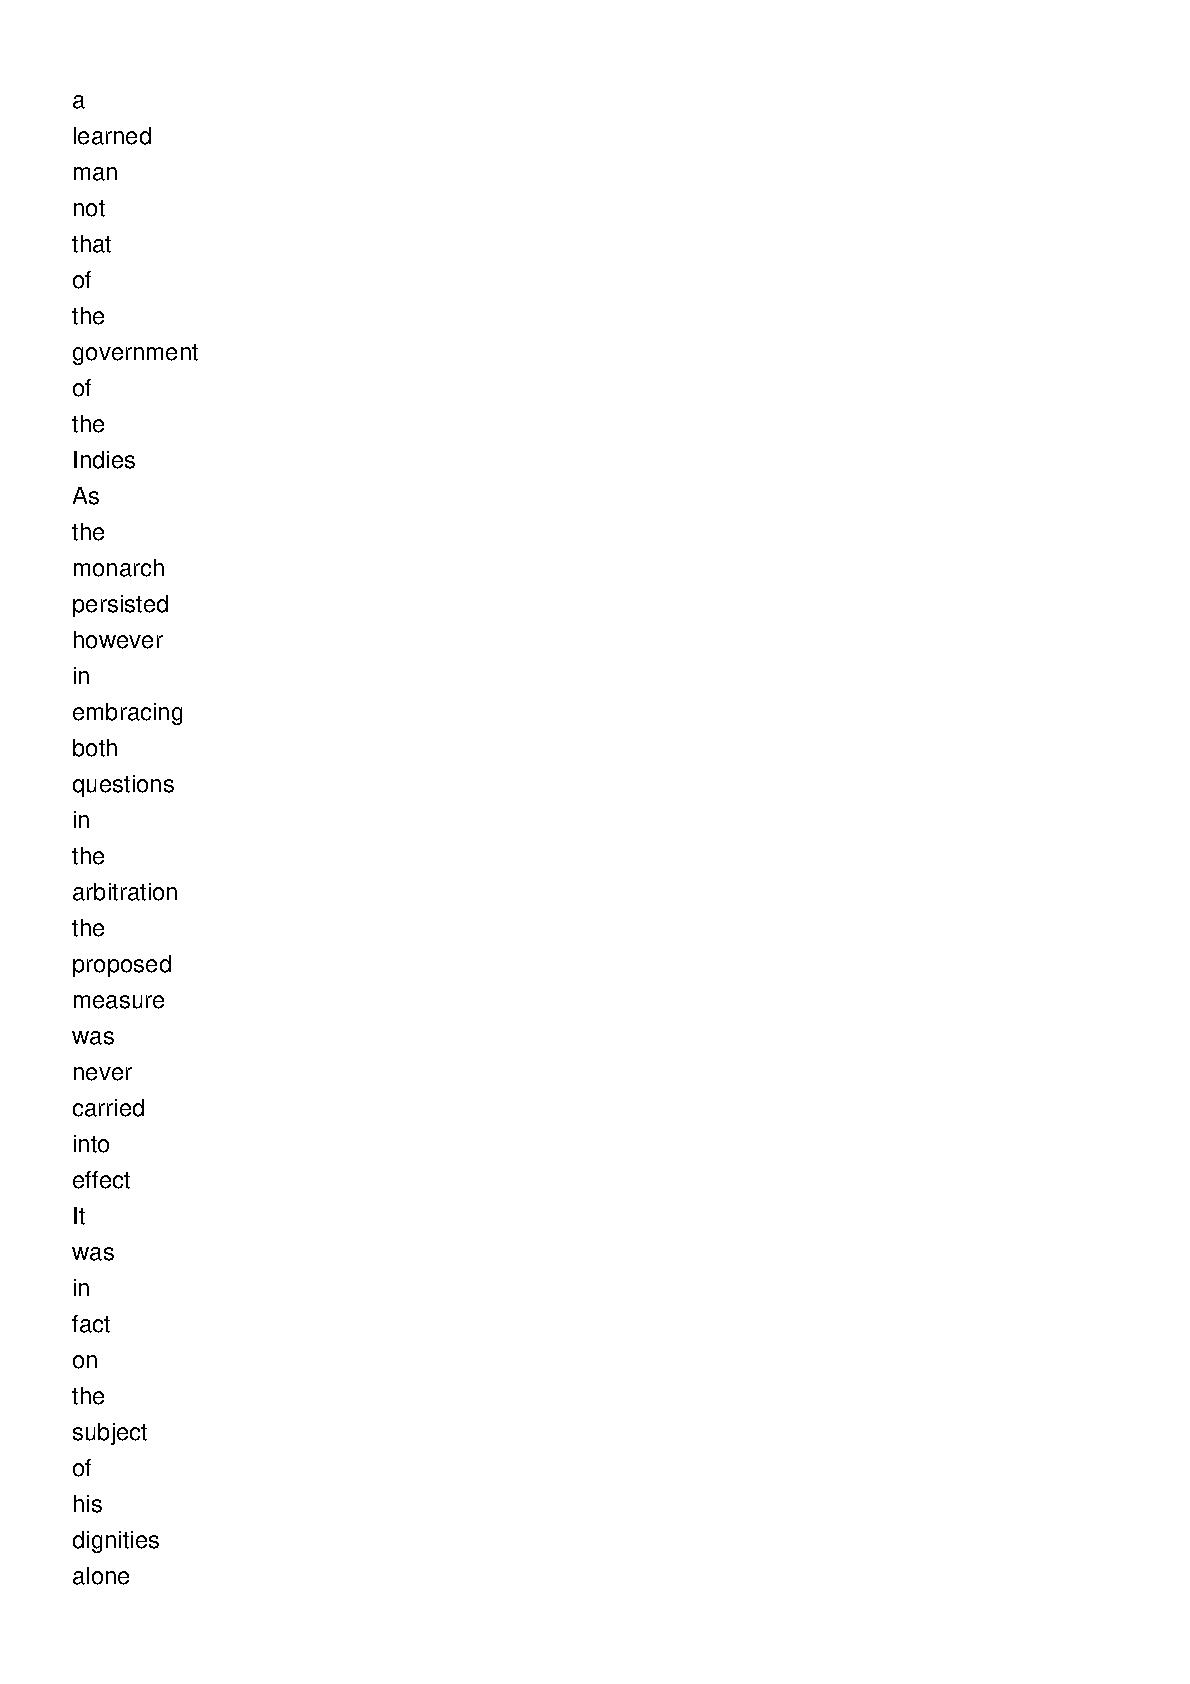 a
learned
man
not
that
of
the
government
of
the
Indies
As
the
monarch
persisted
however
in
embracing
both
questions
in
the
arbitration
the
proposed
measure
was
never
carried
into
effect
It
was
in
fact
on
the
subject
of
his
dignities
alone